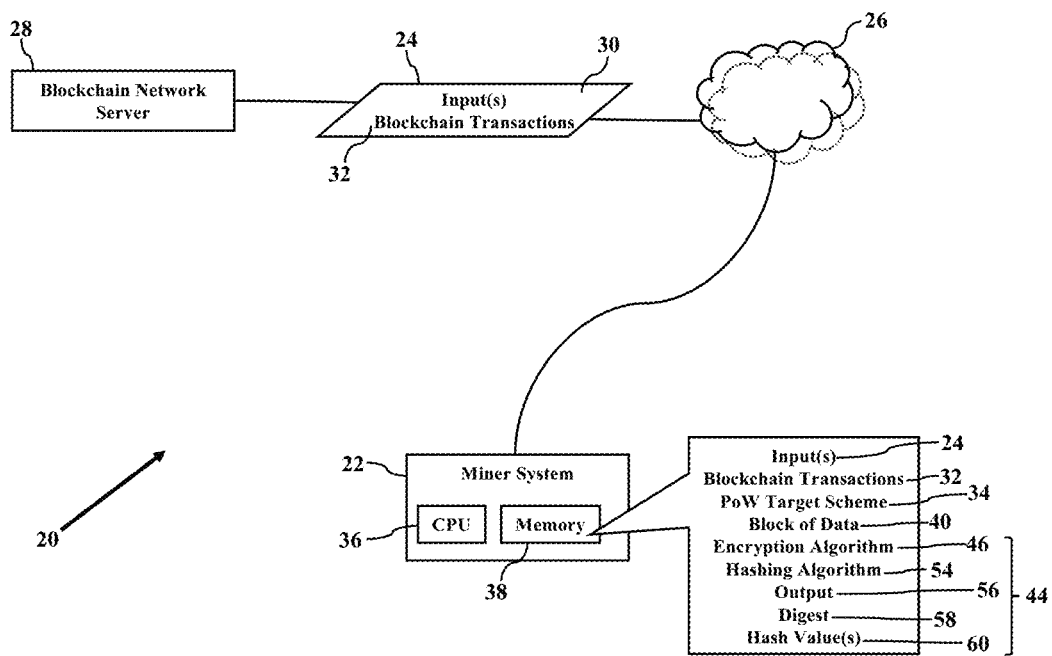 28
Blockchain Network
Server
24
30
Input(s)
Blockchain Transactions
32
26
20
22
Miner System
36
CPU
Memory
38
Input(s) 24
Blockchain Transactions 32
PoW Target Scheme 34
Block of Data 40
Encryption Algorithm 46
Hashing Algorithm 54
Output 56
Digest 58
Hash Value(s) 60
44